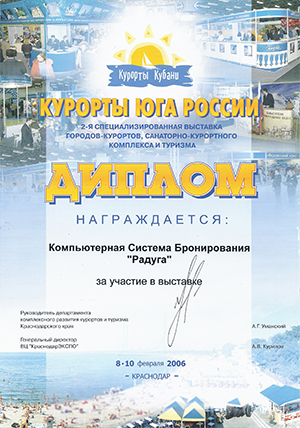 Курорты Кубани
КУРОРТЫ ЮГА РОССИИ
2-Я СПЕЦИАЛИЗИРОВАННАЯ ВЫСТАВКА
ГОРОДОВ-КУРОРТОВ, САНАТОРНО-КУРОРТНОГО
КОМПЛЕКСА И ТУРИЗМА
ДИПЛОМ
НАГРАЖДАЕТСЯ:
Компьютерная Система Бронирования
"Радуга"
за участие в выставке
Руководитель департамента
комплексного развития курортов и туризма
Краснодарского края
А.Г. Уманский
Генеральный директор
ВЦ "КраснодарЭКСПО"
А.В. Курилов
8-10 февраля 2006
- КРАСНОДАР -